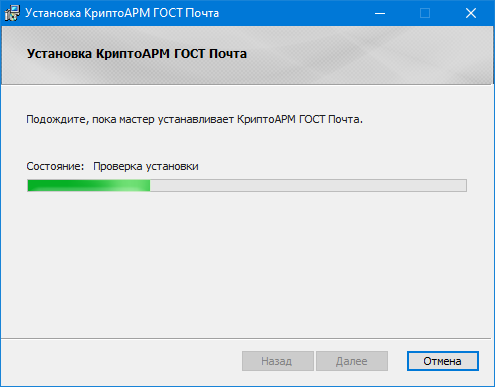 Установка КриптоАРМ ГОСТ Почта
Установка КриптоАРМ ГОСТ Почта
Подождите, пока мастер устанавливает КриптоАРМ ГОСТ Почта.
Состояние: Проверка установки
Назад Далее Отмена